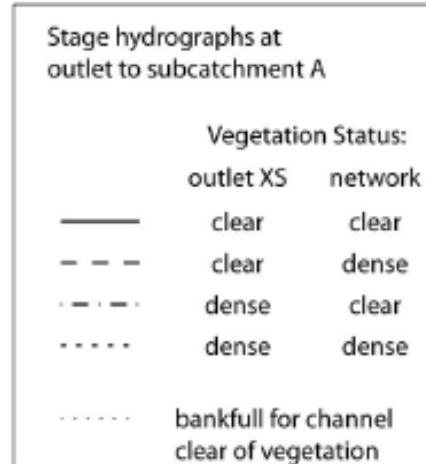 Stage hydrographs at
outlet to subcatchment A
Vegetation Status:
outlet XS network
clear clear
clear dense
dense clear
dense dense
bankfull for channel
clear of vegetation